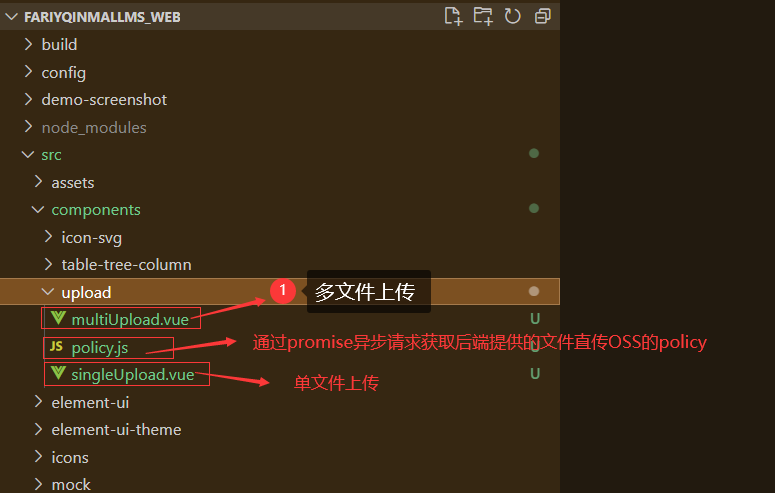 FARIYQINMALLMS_WEB
build
config
demo-screenshot
node_modules
src
assets
components
icon-svg
table-tree-column
upload
1 多文件上传
multiUpload.vue U
JS policy.js 通过promise异步请求获取后端提供的文件直传OSS的policy U
singleUpload.vue U
单文件上传
element-ui
element-ui-theme
icons
mock